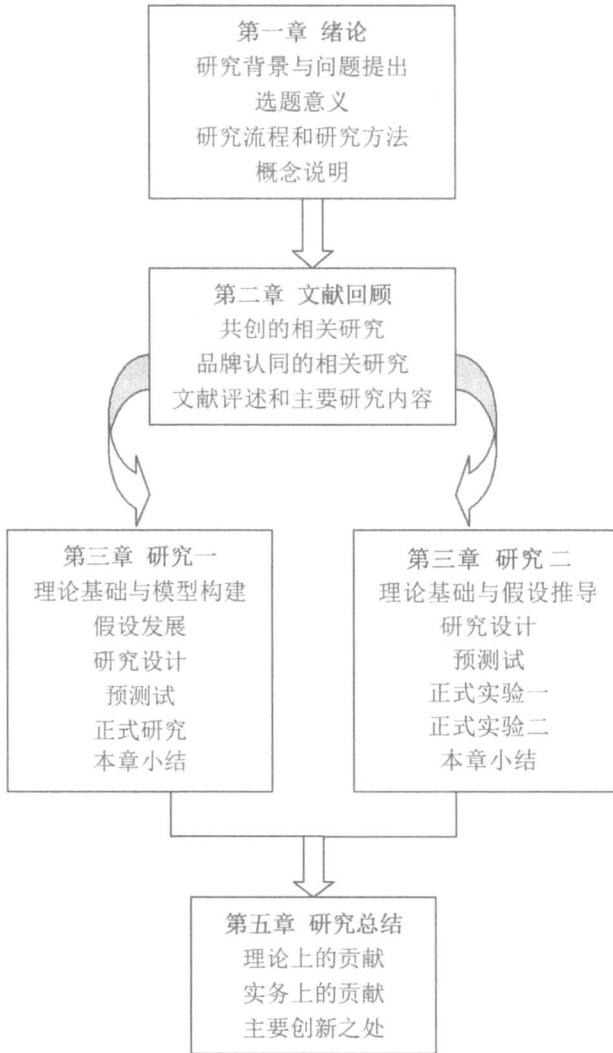 第一章 绪论
研究背景与问题提出
选题意义
研究流程和研究方法
概念说明
第二章 文献回顾
共创的相关研究
品牌认同的相关研究
文献评述和主要研究内容
第三章 研究一
理论基础与模型构建
假设发展
研究设计
预测试
正式研究
本章小结
第三章 研究二
理论基础与假设推导
研究设计
预测试
正式实验一
正式实验二
本章小结
第五章 研究总结
理论上的贡献
实务上的贡献
主要创新之处